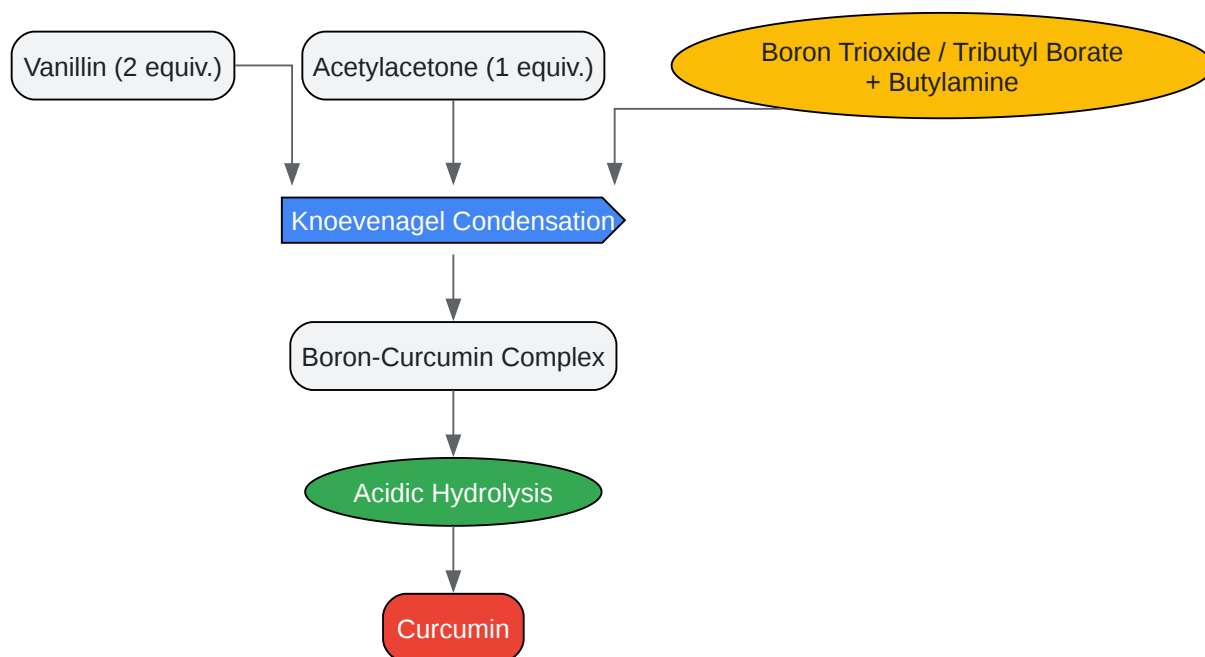 Vanillin (2 equiv.)
Acetylacetone (1 equiv.)
Boron Trioxide / Tributyl Borate
+ Butylamine
Knoevenagel Condensation
Boron-Curcumin Complex
Acidic Hydrolysis
Curcumin